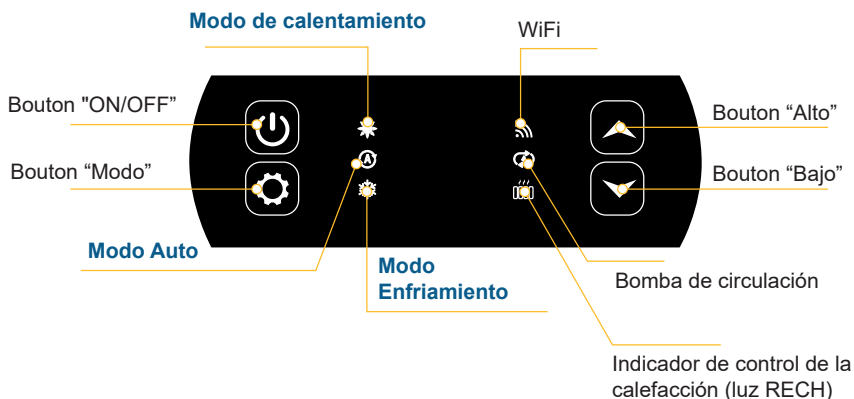 Modo de calentamiento
WiFi
Bouton "ON/OFF”
Bouton “Alto”
Bouton “Modo”
Bouton “Bajo”
A
Modo Auto
Modo
Enfriamiento
Bomba de circulación
Indicador de control de la
calefacción (luz RECH)